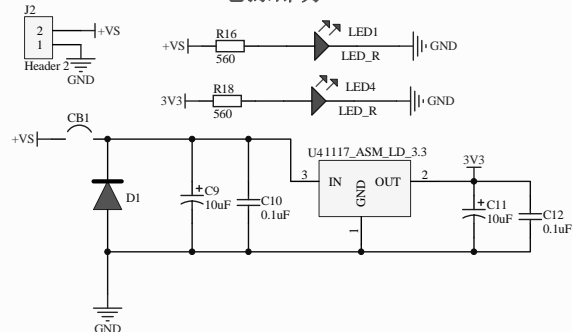 J2
2
1
+VS
Header 2
GND
+VS
R16
560
LED1
LED_R
GND
3V3
R18
560
LED4
LED_R
GND
+VS
CB1
D1
C9
10uF
C10
0.1uF
U4 1117_ASM_LD_3.3
3
IN
GND
OUT
2
1
3V3
C11
10uF
C12
0.1uF
GND